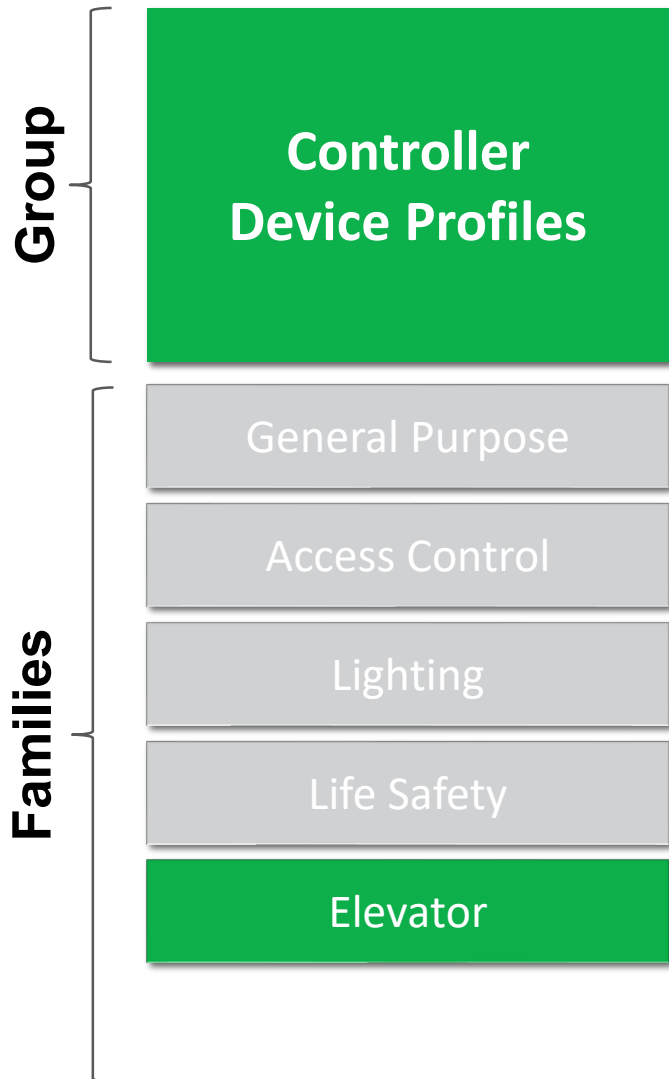 Group
Controller
Device Profiles
Families
General Purpose
Access Control
Lighting
Life Safety
Elevator